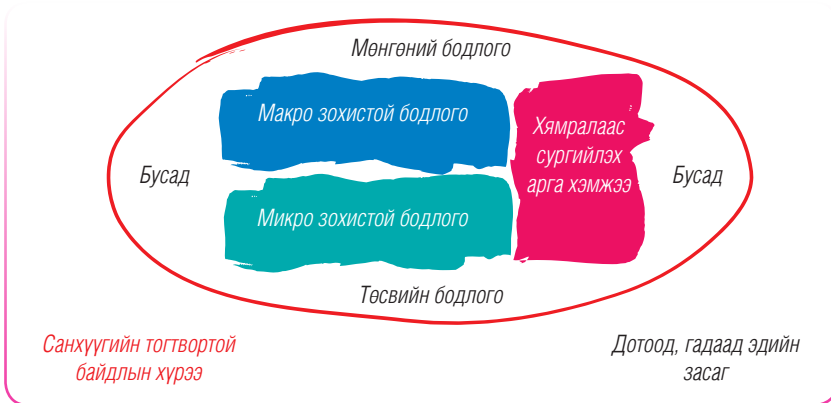 Мөнгөний бодлого
Макро зохистой бодлого
Хямралаас
сургийлэх
арга хэмжээ
Бусад
Бусад
Микро зохистой бодлого
Төсвийн бодлого
Санхүүгийн тогтвортой
байдлын хүрээ
Дотоод, гадаад эдийн
засаг